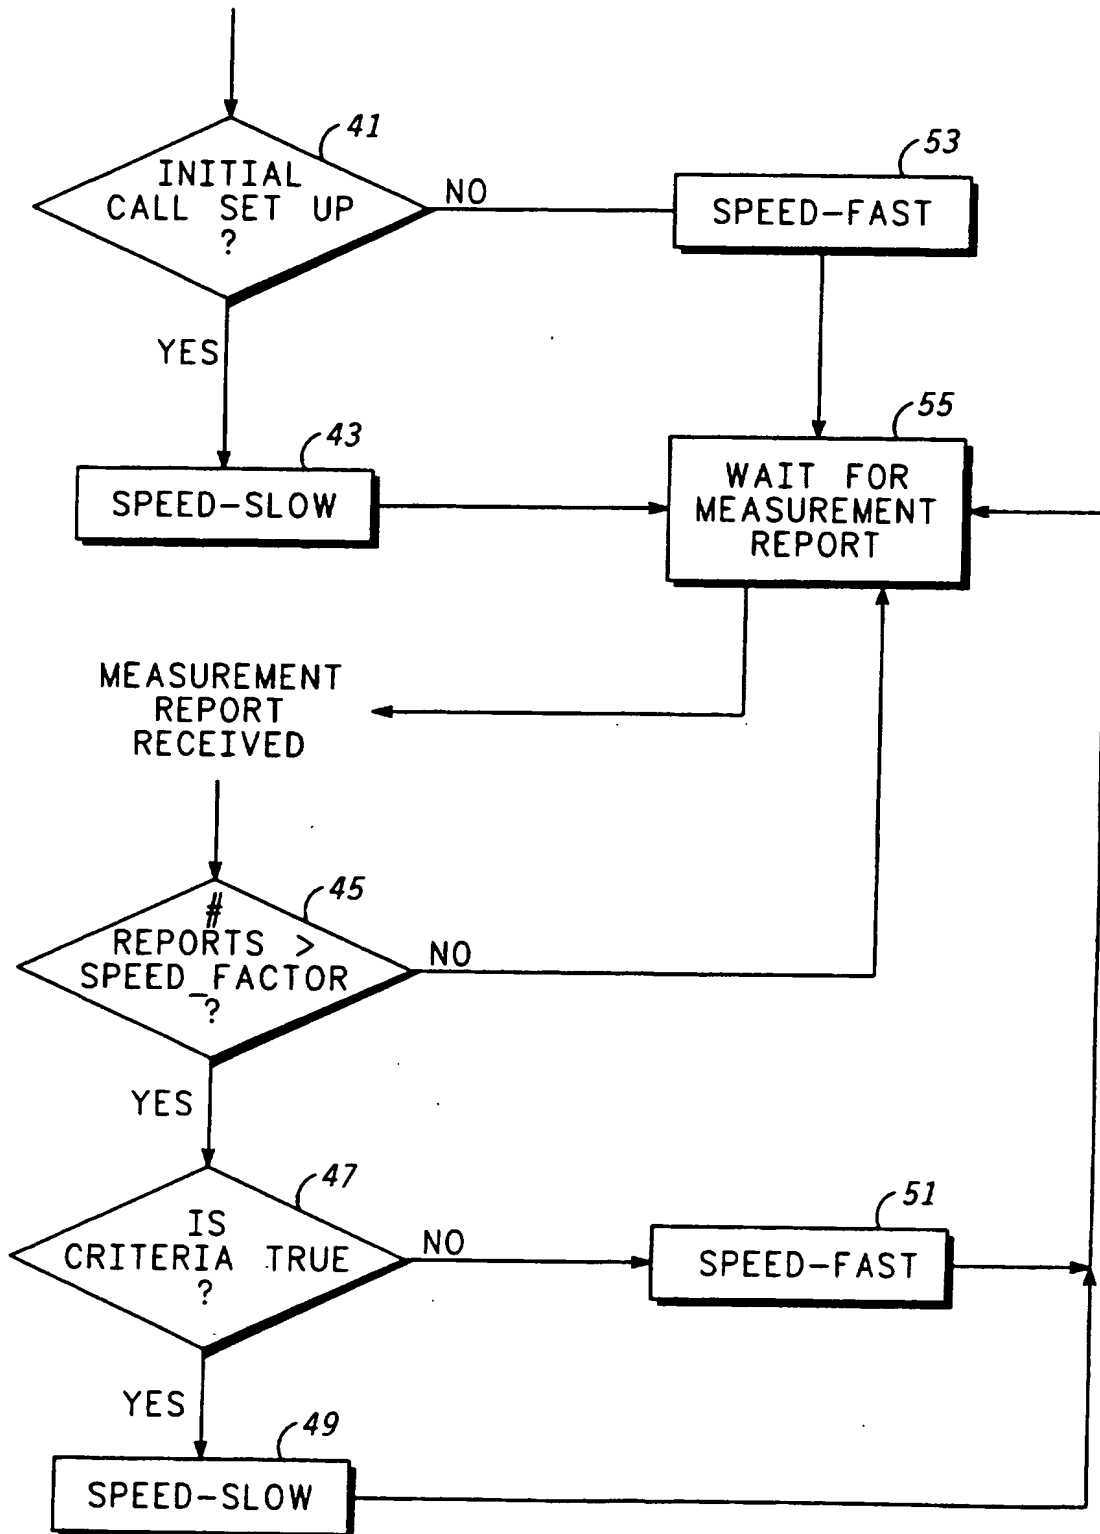 41
INITIAL
CALL SET UP
?
NO
53
SPEED-FAST
YES
43
SPEED-SLOW
55
WAIT FOR
MEASUREMENT
REPORT
MEASUREMENT
REPORT
RECEIVED
45
#
REPORTS >
SPEED_FACTOR
?
NO
YES
47
IS
CRITERIA TRUE
?
NO
51
SPEED-FAST
YES
49
SPEED-SLOW